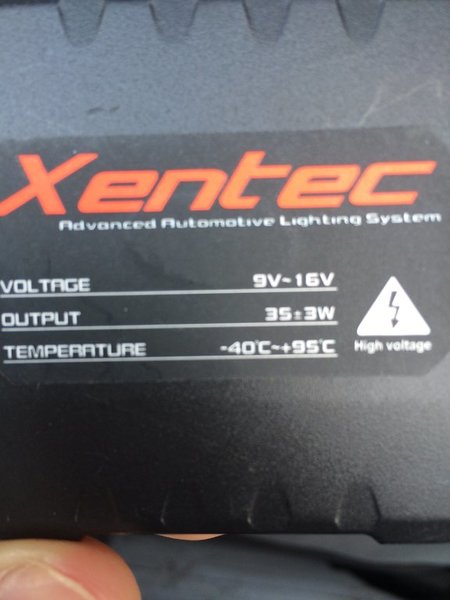 Xentec
Advanced Automotive Lighting System
VOLTAGE 9V~16V
OUTPUT 35±3W
TEMPERATURE -40℃~+95℃
High voltage